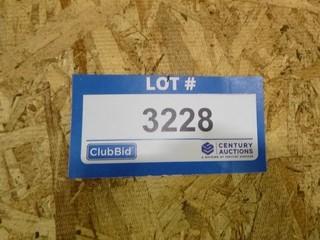 LOT #
3228
ClubBid
CENTURY
AUCTIONS